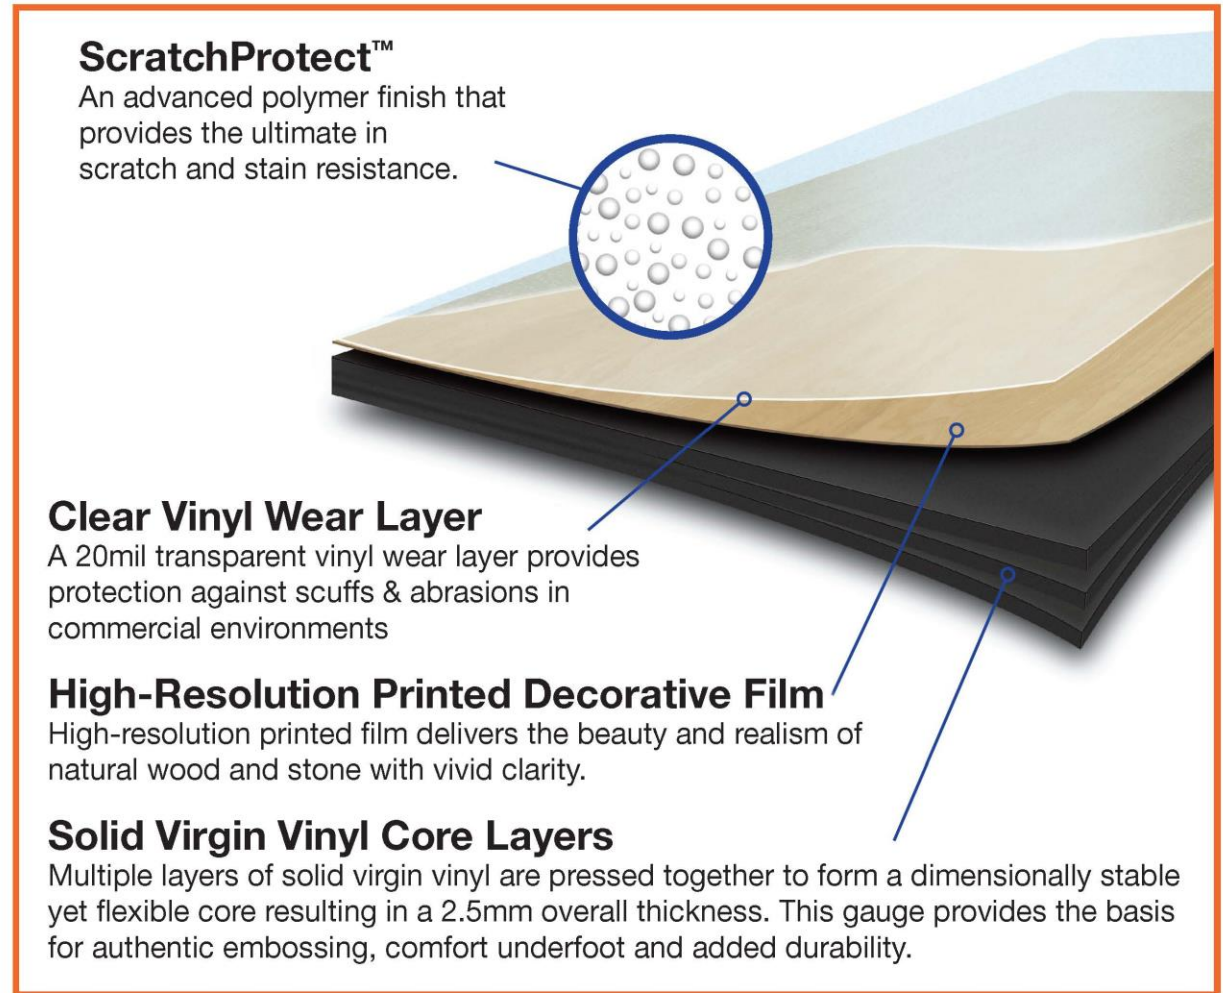 ScratchProtect™
An advanced polymer finish that
provides the ultimate in
scratch and stain resistance.
Clear Vinyl Wear Layer
A 20mil transparent vinyl wear layer provides
protection against scuffs & abrasions in
commercial environments
High-Resolution Printed Decorative Film
High-resolution printed film delivers the beauty and realism of
natural wood and stone with vivid clarity.
Solid Virgin Vinyl Core Layers
Multiple layers of solid virgin vinyl are pressed together to form a dimensionally stable
yet flexible core resulting in a 2.5mm overall thickness. This gauge provides the basis
for authentic embossing, comfort underfoot and added durability.